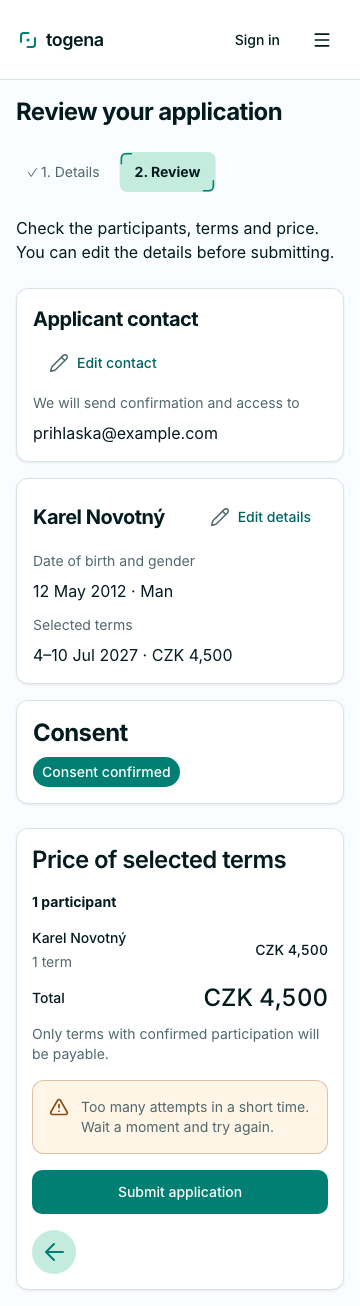 togena
Sign in
Review your application
1. Details
2. Review
Check the participants, terms and price.
You can edit the details before submitting.
Applicant contact
Edit contact
We will send confirmation and access to
prihlaska@example.com
Karel Novotný
Edit details
Date of birth and gender
12 May 2012 · Man
Selected terms
4–10 Jul 2027 · CZK 4,500
Consent
Consent confirmed
Price of selected terms
1 participant
Karel Novotný
1 term
CZK 4,500
Total
CZK 4,500
Only terms with confirmed participation will
be payable.
Too many attempts in a short time.
Wait a moment and try again.
Submit application